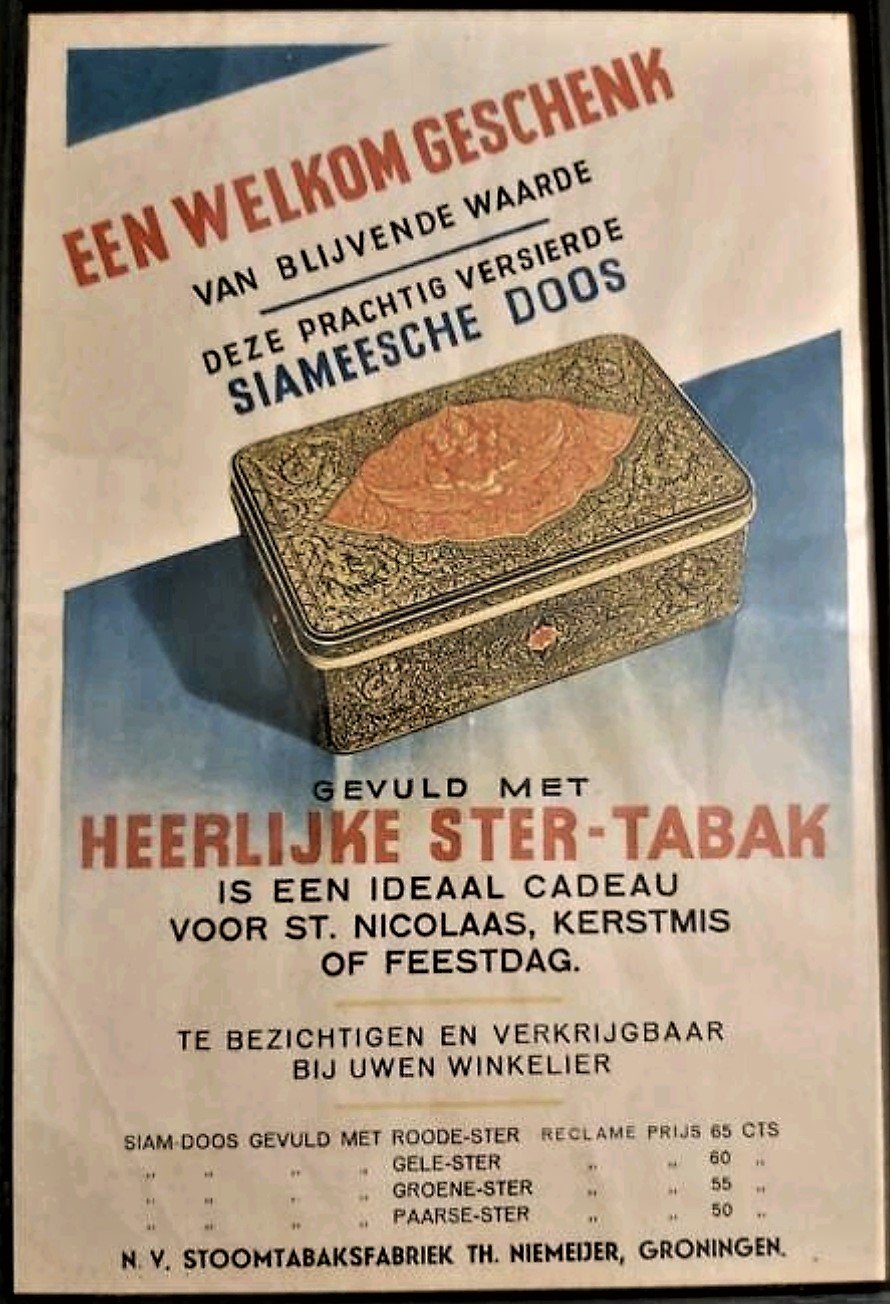 EEN WELKOM GESCHENK
VAN BLIJVENDE WAARDE
DEZE PRACHTIG VERSIERDE
SIAMEESCHE DOOS
GEVULD MET
HEERLIJKE STER-TABAK
IS EEN IDEAAL CADEAU
VOOR ST. NICOLAAS, KERSTMIS
OF FEESTDAG.
TE BEZICHTIGEN EN VERKRIJGBAAR
BIJ UWEN WINKELIER
SIAM-DOOS GEVULD MET ROODE-STER RECLAME PRIJS 65 CTS
„ „ „ „ GELE-STER „ „ 60 „
„ „ „ „ GROENE-STER „ „ 55 „
„ „ „ „ PAARSE-STER „ „ 50 „
N. V. STOOMTABAKSFABRIEK TH. NIEMEIJER, GRONINGEN.